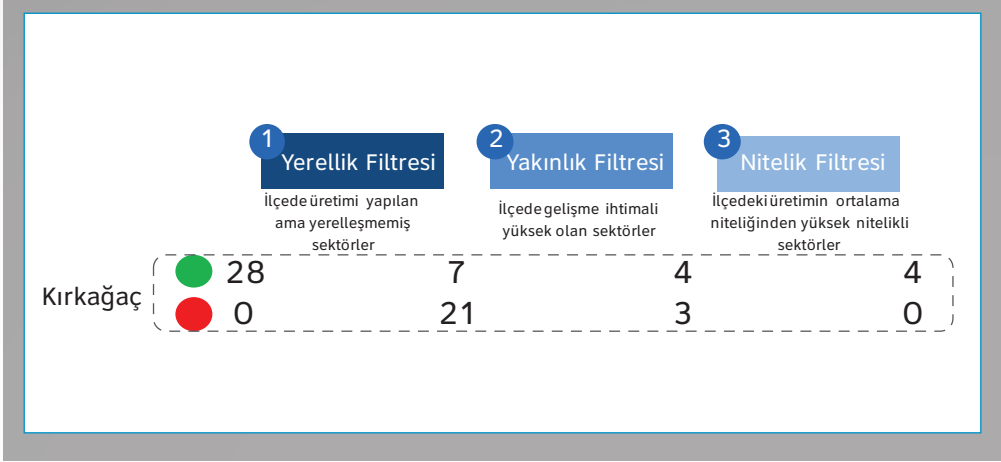 1
Yerellik Filtresi
İlçede üretimi yapılan
ama yerelleşmemiş
sektörler
2
Yakınlık Filtresi
İlçede gelişme ihtimali
yüksek olan sektörler
3
Nitelik Filtresi
İlçedeki üretimin ortalama
niteliğinden yüksek nitelikli
sektörler
Kırkağaç
28 7 4 4
0 21 3 0